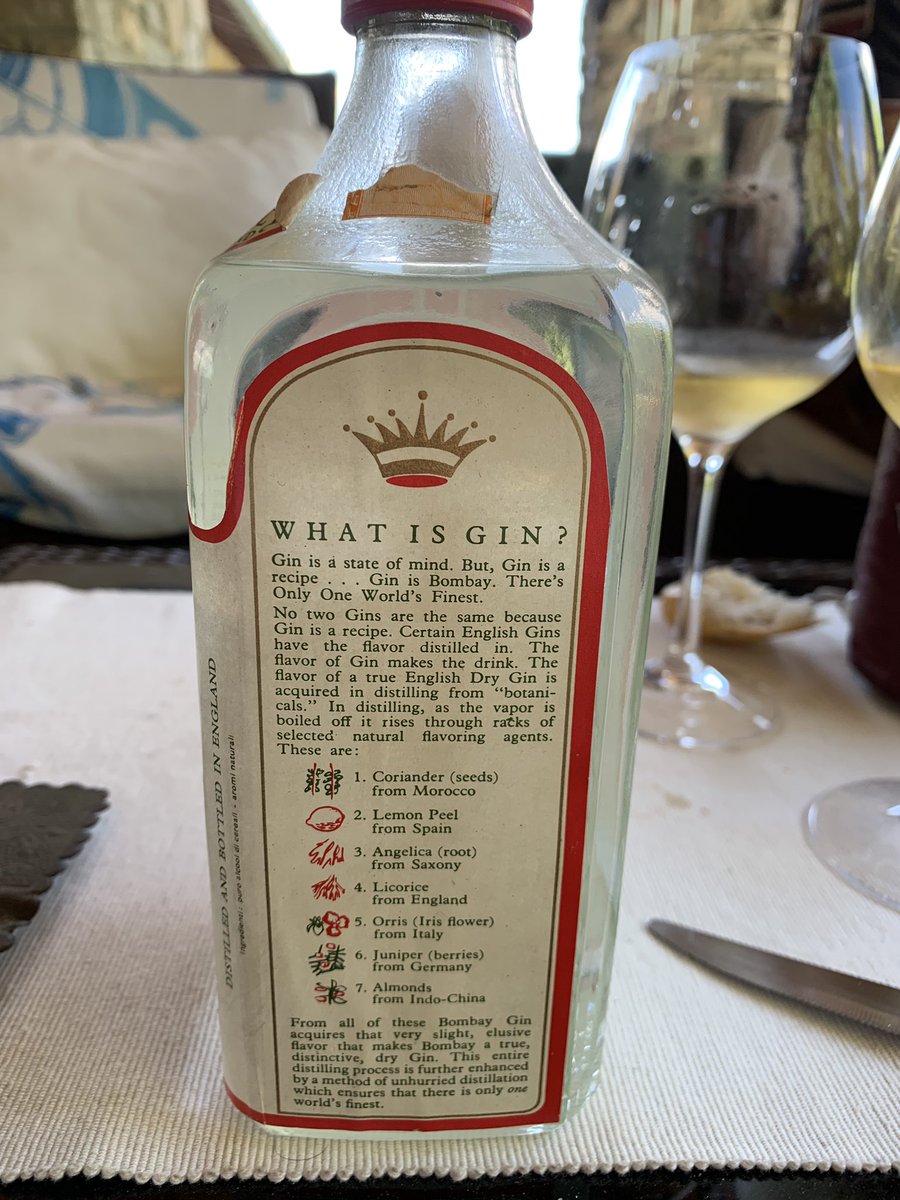 WHAT IS GIN?
Gin is a state of mind. But, Gin is a
recipe . . . Gin is Bombay. There's
Only One World's Finest.
No two Gins are the same because
Gin is a recipe. Certain English Gins
have the flavor distilled in. The
flavor of Gin makes the drink. The
flavor of a true English Dry Gin is
acquired in distilling from “botani-
cals.” In distilling, as the vapor is
boiled off it rises through racks of
selected natural flavoring agents.
These are:
1. Coriander (seeds)
from Morocco
2. Lemon Peel
from Spain
3. Angelica (root)
from Saxony
4. Licorice
from England
5. Orris (Iris flower)
from Italy
6. Juniper (berries)
from Germany
7. Almonds
from Indo-China
From all of these Bombay Gin
acquires that very slight, elusive
flavor that makes Bombay a true,
distinctive, dry Gin. This entire
distilling process is further enhanced
by a method of unhurried distillation
which ensures that there is only one
world's finest.
DISTILLED AND BOTTLED IN ENGLAND
Ingredienti: puro alcool di cereali - aromi naturali